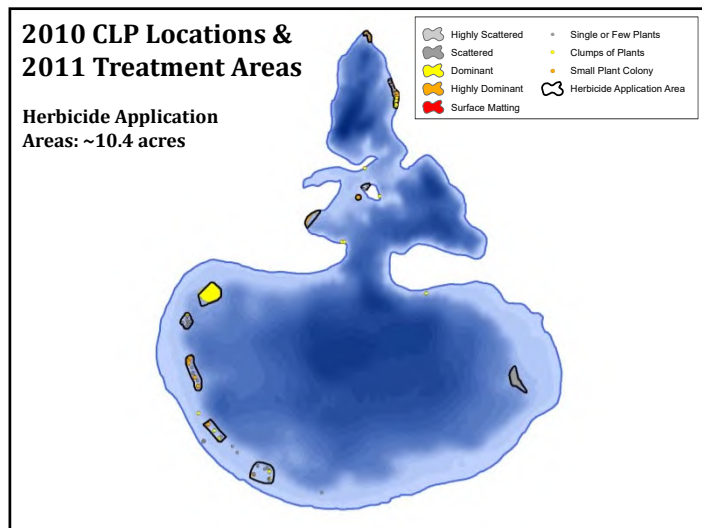 2010 CLP Locations &
2011 Treatment Areas
Herbicide Application
Areas: ~10.4 acres
Highly Scattered
Scattered
Dominant
Highly Dominant
Surface Matting
Single or Few Plants
Clumps of Plants
Small Plant Colony
Herbicide Application Area